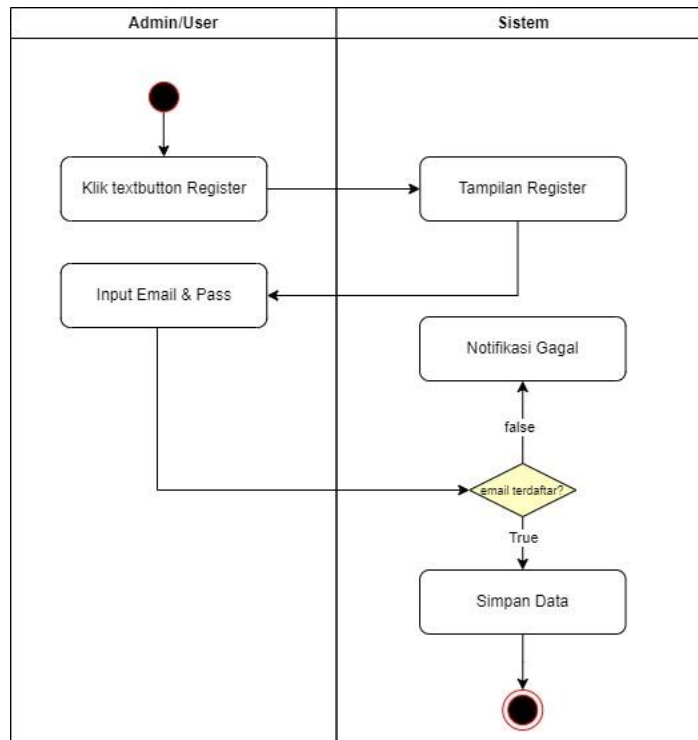 Admin/User
Sistem
Klik textbutton Register
Tampilan Register
Input Email & Pass
Notifikasi Gagal
false
email terdaftar?
True
Simpan Data